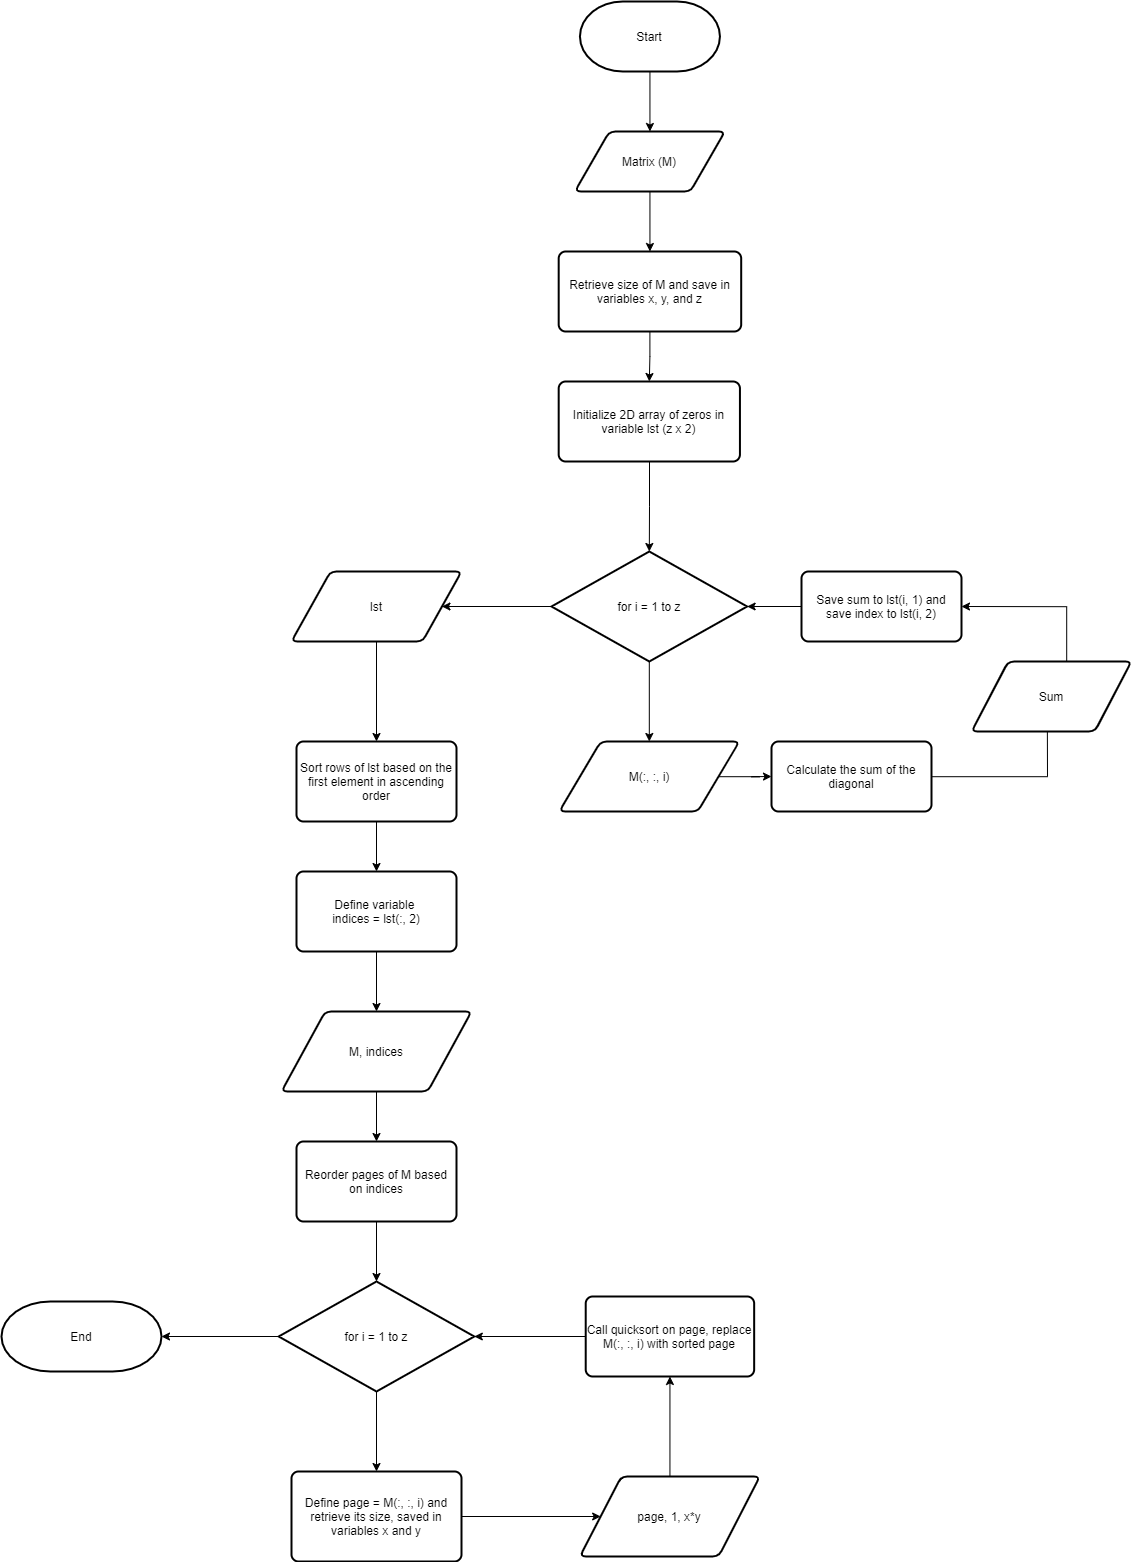 Start
Matrix (M)
Retrieve size of M and save in
variables x, y, and z
Initialize 2D array of zeros in
variable lst (z x 2)
for i = 1 to z
lst
Save sum to lst(i, 1) and
save index to lst(i, 2)
Sum
M(:, :, i)
Calculate the sum of the
diagonal
Sort rows of lst based on the
first element in ascending
order
Define variable
indices = lst(:, 2)
M, indices
Reorder pages of M based
on indices
for i = 1 to z
End
Call quicksort on page, replace
M(:, :, i) with sorted page
Define page = M(:, :, i) and
retrieve its size, saved in
variables x and y
page, 1, x*y